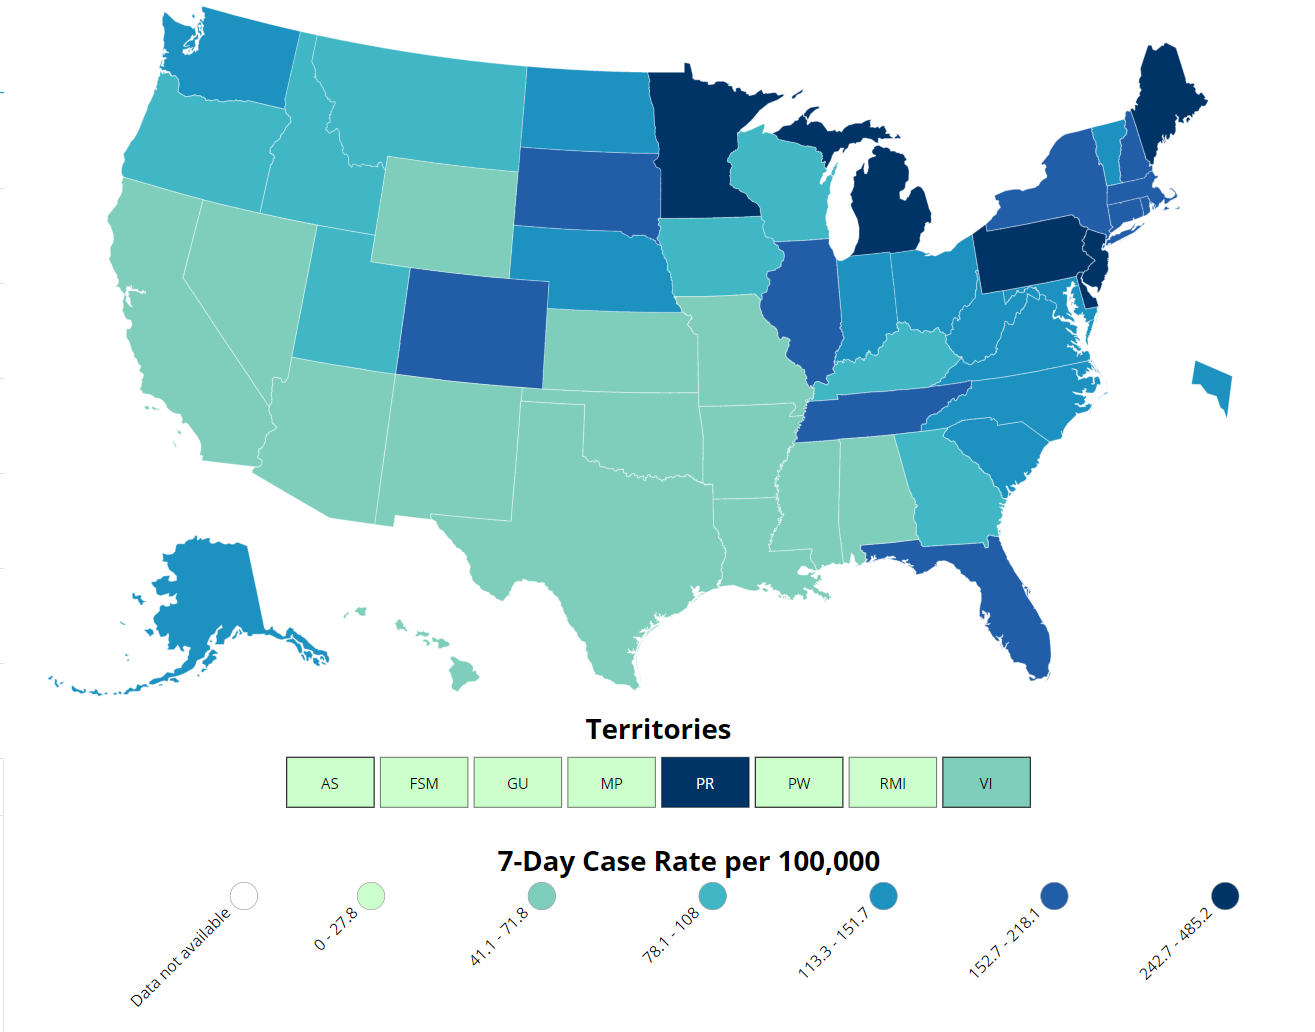 Territories
AS FSM GU MP PR PW RMI VI
7-Day Case Rate per 100,000
Data not available
0 - 27.8
41.1 - 71.8
78.1 - 108
113.3 - 151.7
152.7 - 218.1
242.7 - 485.2